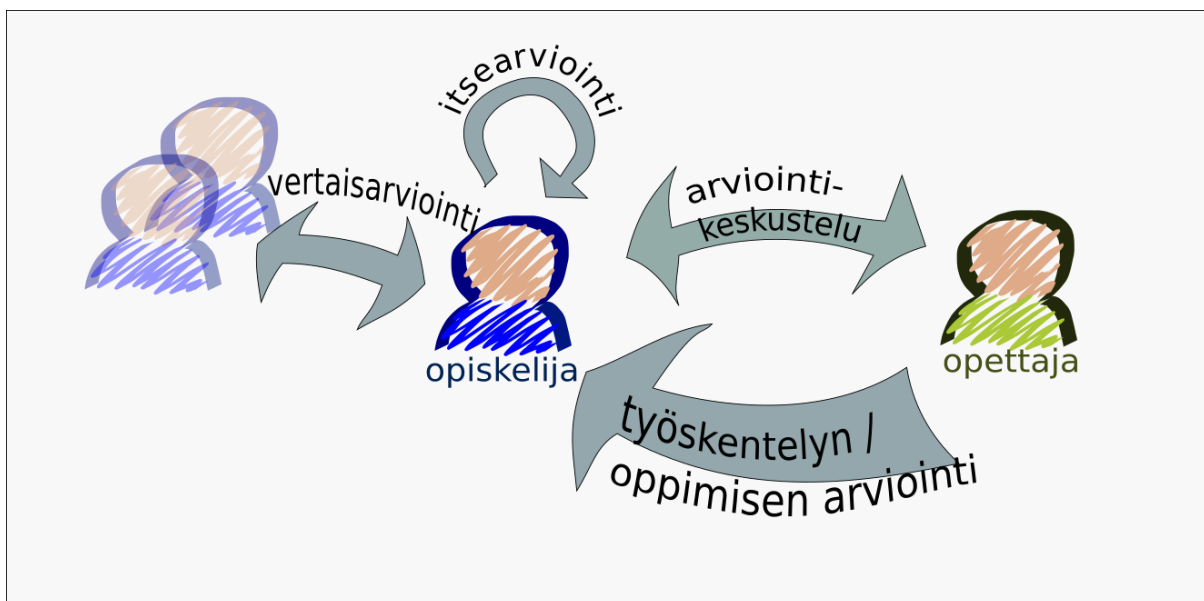 itsearviointi
vertaisarviointi
arviointi-
keskustelu
opiskelija
opettaja
työskentelyn /
oppimisen arviointi